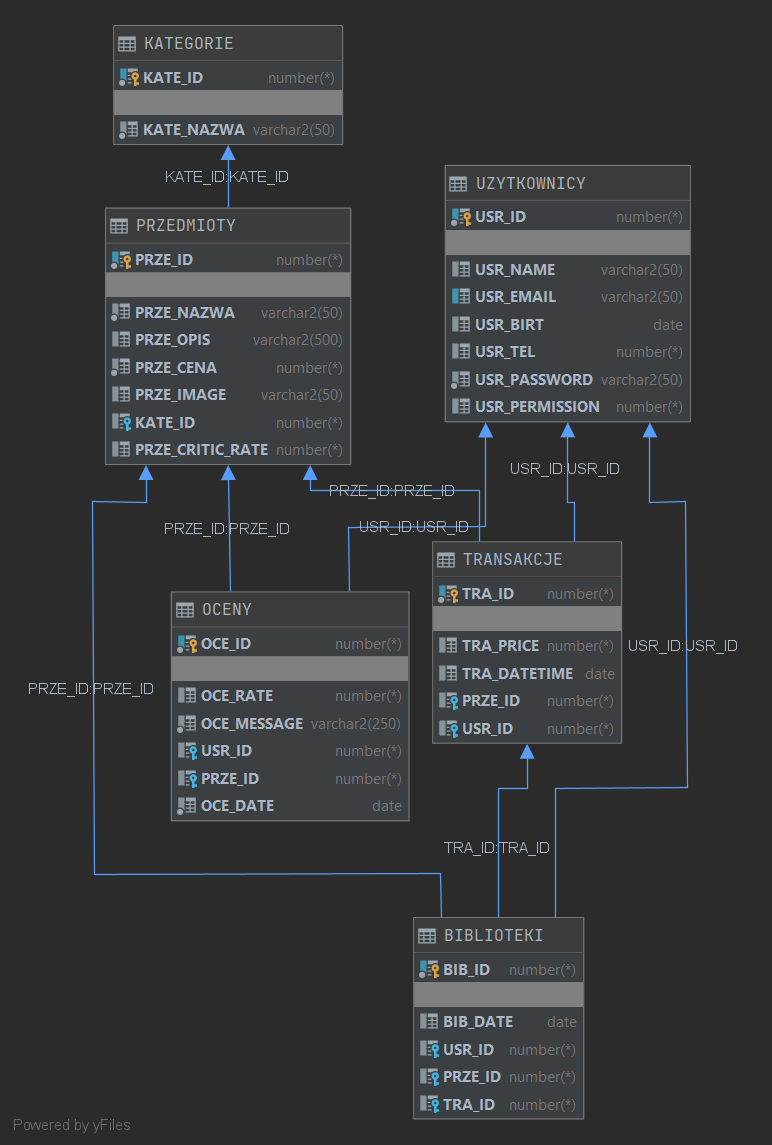 KATEGORIE
KATE_ID number(*)
KATE_NAZWA varchar2(50)
KATE_ID:KATE_ID
PRZEDMIOTY
PRZE_ID number(*)
PRZE_NAZWA varchar2(50)
PRZE_OPIS varchar2(500)
PRZE_CENA number(*)
PRZE_IMAGE varchar2(50)
KATE_ID number(*)
PRZE_CRITIC_RATE number(*)
UZYTKOWNICY
USR_ID number(*)
USR_NAME varchar2(50)
USR_EMAIL varchar2(50)
USR_BIRT date
USR_TEL number(*)
USR_PASSWORD varchar2(50)
USR_PERMISSION number(*)
USR_ID:USR_ID
PRZE_ID:PRZE_ID
PRZE_ID:PRZE_ID
USR_ID:USR_ID
OCENY
OCE_ID number(*)
OCE_RATE number(*)
OCE_MESSAGE varchar2(250)
USR_ID number(*)
PRZE_ID number(*)
OCE_DATE date
TRANSAKCJE
TRA_ID number(*)
TRA_PRICE number(*)
TRA_DATETIME date
PRZE_ID number(*)
USR_ID number(*)
USR_ID:USR_ID
PRZE_ID:PRZE_ID
TRA_ID:TRA_ID
BIBLIOTEKI
BIB_ID number(*)
BIB_DATE date
USR_ID number(*)
PRZE_ID number(*)
TRA_ID number(*)
Powered by yFiles